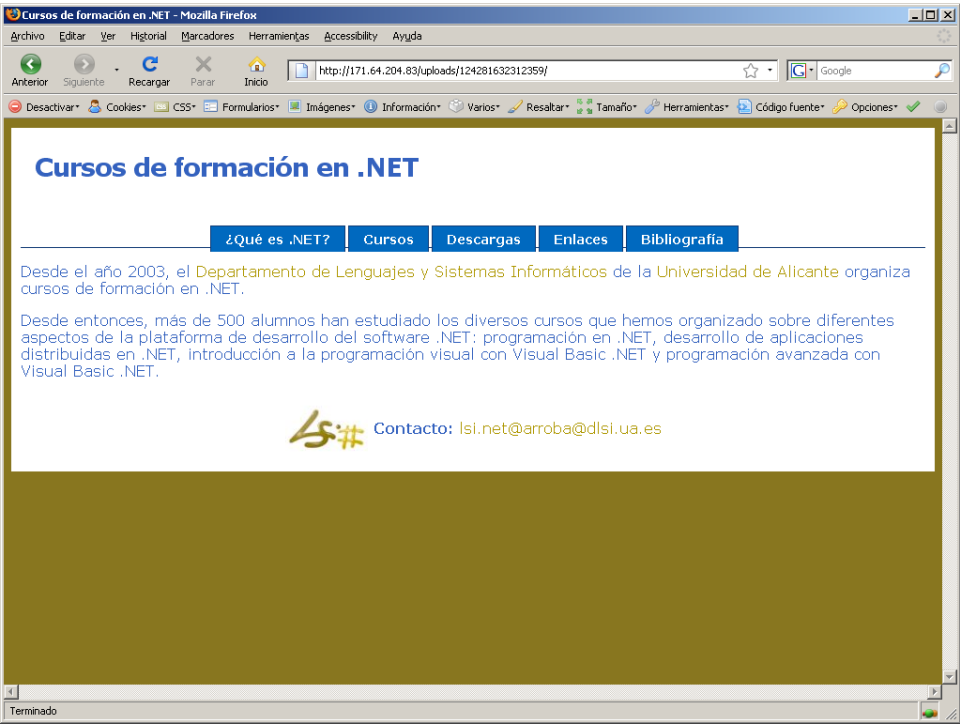 Cursos de formación en .NET - Mozilla Firefox
Archivo Editar Ver Historial Marcadores Herramientas Accessibility Ayuda
Anterior Siguiente Recargar Parar Inicio http://171.64.204.83/uploads/124281632312359/ G Google
Desactivar Cookies CSS Formularios Imágenes Información Varios Resaltar Tamaño Herramientas Código fuente Opciones
Cursos de formación en .NET
¿Qué es .NET? Cursos Descargas Enlaces Bibliografía
Desde el año 2003, el Departamento de Lenguajes y Sistemas Informáticos de la Universidad de Alicante organiza
cursos de formación en .NET.
Desde entonces, más de 500 alumnos han estudiado los diversos cursos que hemos organizado sobre diferentes
aspectos de la plataforma de desarrollo del software .NET: programación en .NET, desarrollo de aplicaciones
distribuidas en .NET, introducción a la programación visual con Visual Basic .NET y programación avanzada con
Visual Basic .NET.
LSi# Contacto: lsi.net@arroba@dlsi.ua.es
Terminado